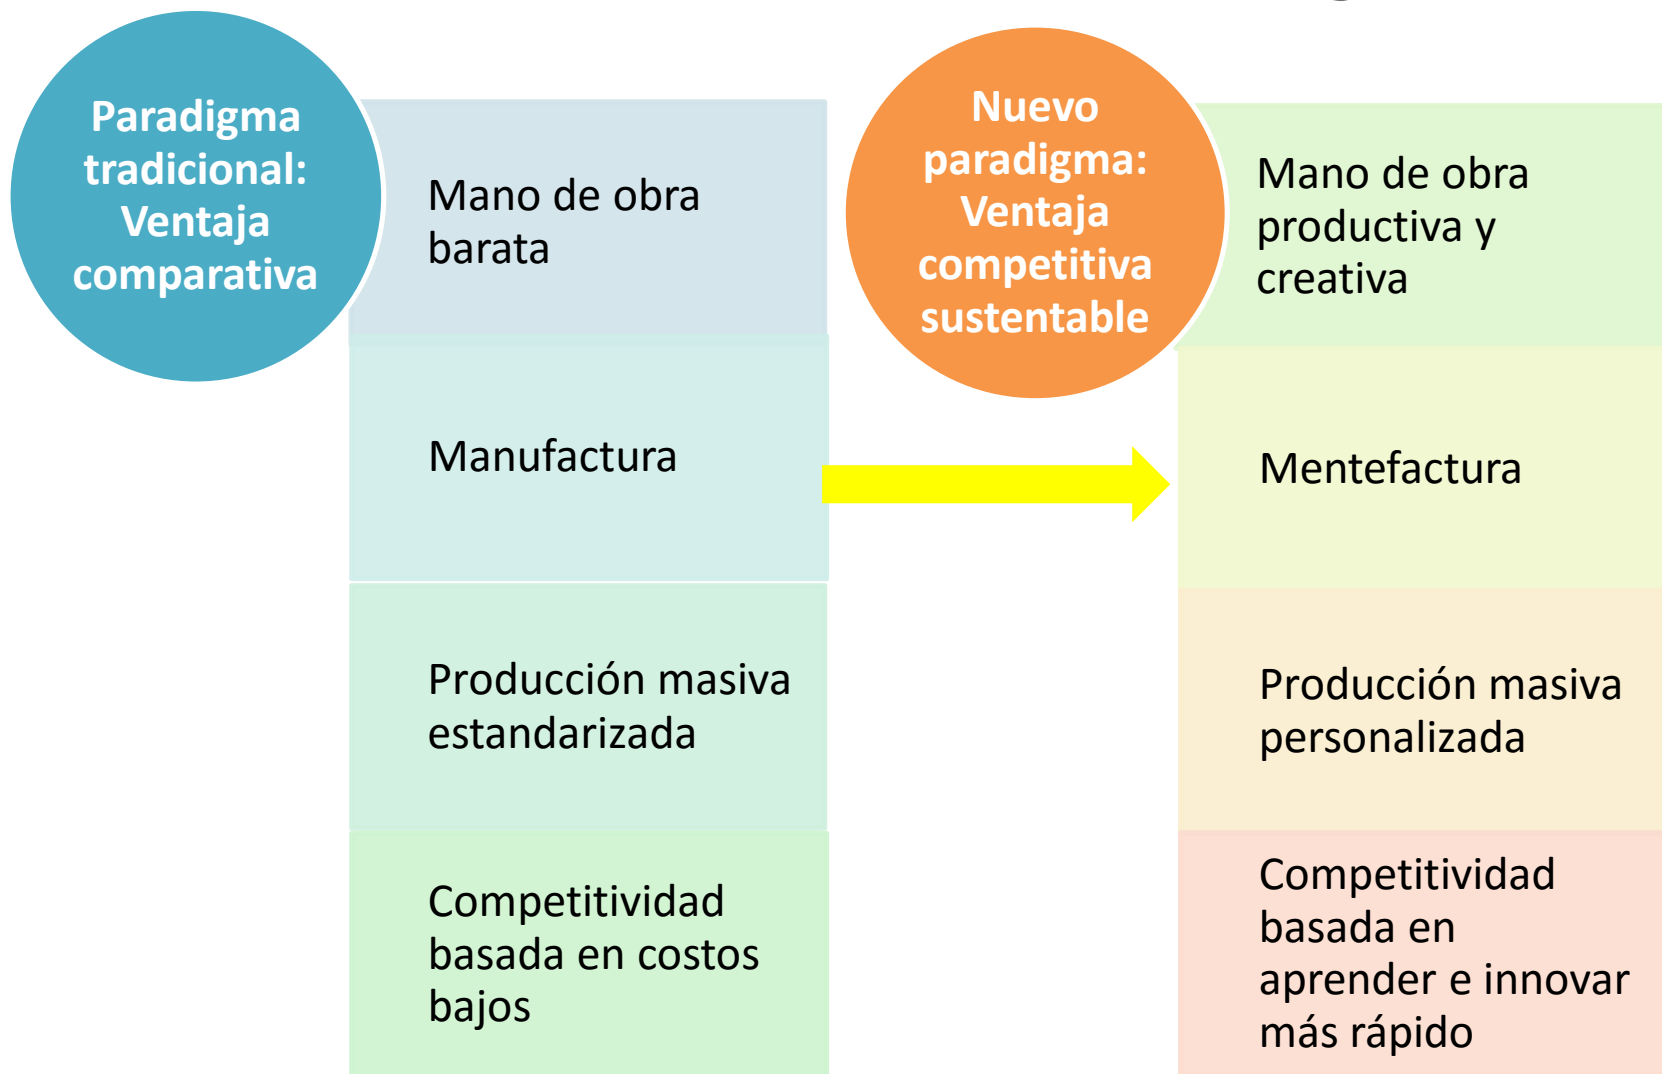 Paradigma
tradicional:
Ventaja
comparativa
Mano de obra
barata
Manufactura
Producción masiva
estandarizada
Competitividad
basada en costos
bajos
Nuevo
paradigma:
Ventaja
competitiva
sustentable
Mano de obra
productiva y
creativa
Mentefactura
Producción masiva
personalizada
Competitividad
basada en
aprender e innovar
más rápido